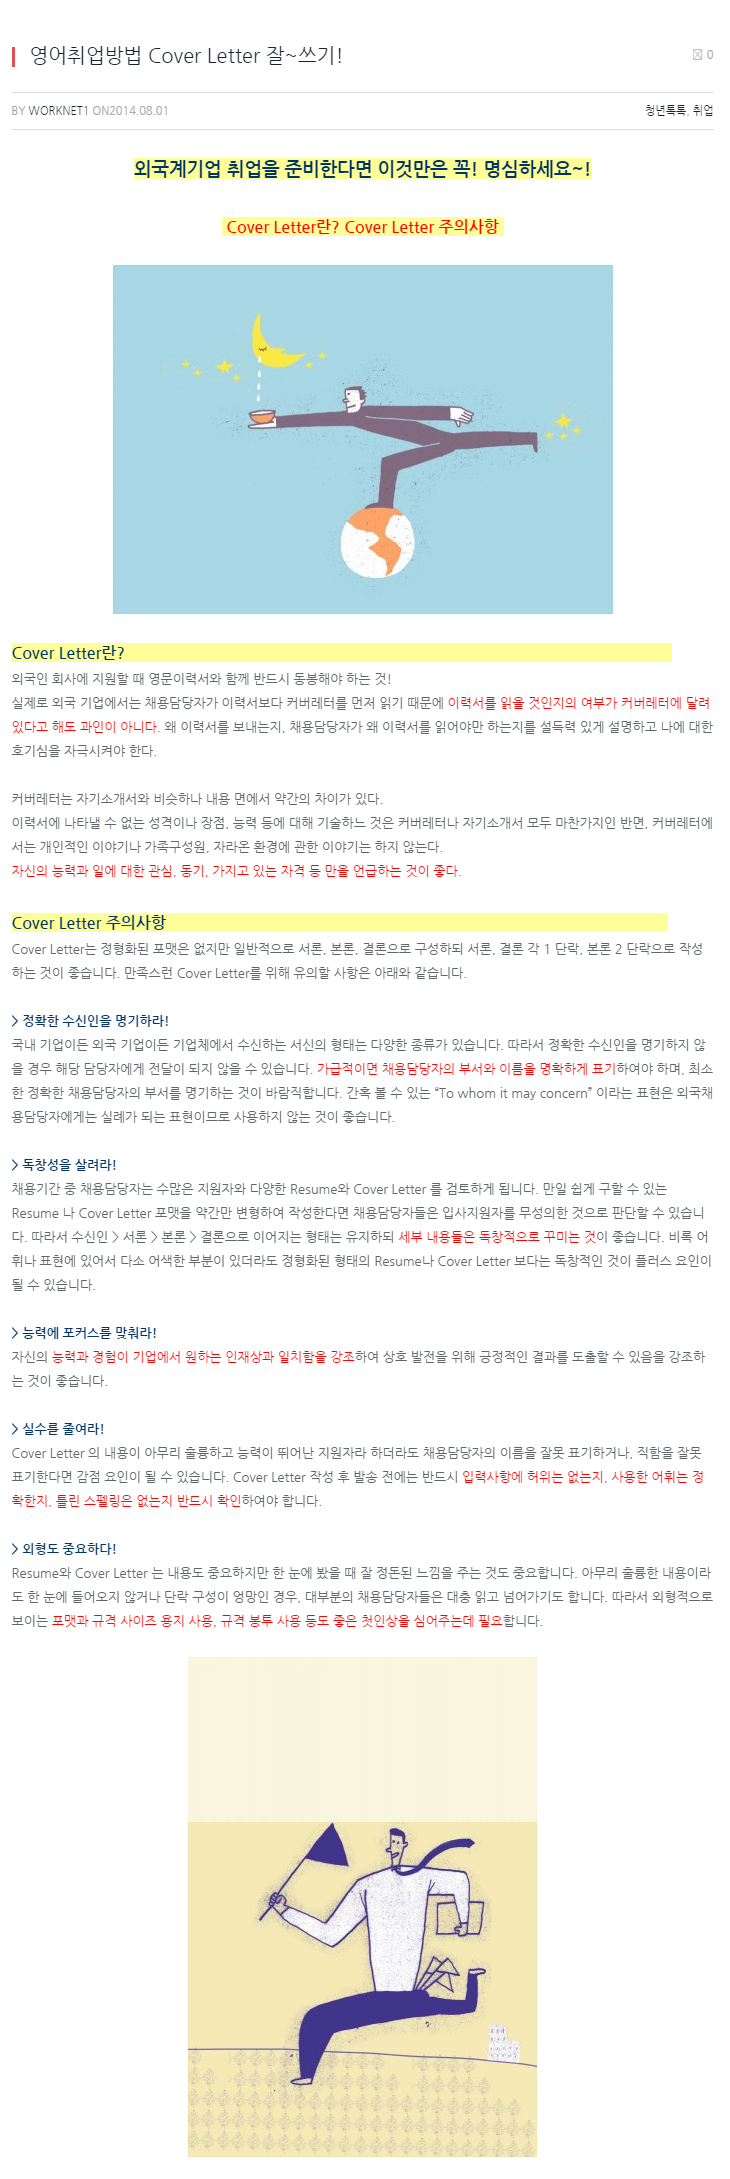 영어취업방법 Cover Letter 잘~쓰기!
0
BY WORKNET1 ON2014.08.01
청년톡톡, 취업
외국계기업 취업을 준비한다면 이것만은 꼭! 명심하세요~!
Cover Letter란? Cover Letter 주의사항
Cover Letter란?
외국인 회사에 지원할 때 영문이력서와 함께 반드시 동봉해야 하는 것!
실제로 외국 기업에서는 채용담당자가 이력서보다 커버레터를 먼저 읽기 때문에 이력서를 읽을 것인지의 여부가 커버레터에 달려
있다고 해도 과인이 아니다. 왜 이력서를 보내는지, 채용담당자가 왜 이력서를 읽어야만 하는지를 설득력 있게 설명하고 나에 대한
호기심을 자극시켜야 한다.
커버레터는 자기소개서와 비슷하나 내용 면에서 약간의 차이가 있다.
이력서에 나타낼 수 없는 성격이나 장점, 능력 등에 대해 기술하느 것은 커버레터나 자기소개서 모두 마찬가지인 반면, 커버레터에
서는 개인적인 이야기나 가족구성원, 자라온 환경에 관한 이야기는 하지 않는다.
자신의 능력과 일에 대한 관심, 동기, 가지고 있는 자격 등 만을 언급하는 것이 좋다.
Cover Letter 주의사항
Cover Letter는 정형화된 포맷은 없지만 일반적으로 서론, 본론, 결론으로 구성하되 서론, 결론 각 1 단락, 본론 2 단락으로 작성
하는 것이 좋습니다. 만족스런 Cover Letter를 위해 유의할 사항은 아래와 같습니다.
> 정확한 수신인을 명기하라!
국내 기업이든 외국 기업이든 기업체에서 수신하는 서신의 형태는 다양한 종류가 있습니다. 따라서 정확한 수신인을 명기하지 않
을 경우 해당 담당자에게 전달이 되지 않을 수 있습니다. 가급적이면 채용담당자의 부서와 이름을 명확하게 표기하여야 하며, 최소
한 정확한 채용담당자의 부서를 명기하는 것이 바람직합니다. 간혹 볼 수 있는 “To whom it may concern” 이라는 표현은 외국채
용담당자에게는 실례가 되는 표현이므로 사용하지 않는 것이 좋습니다.
> 독창성을 살려라!
채용기간 중 채용담당자는 수많은 지원자와 다양한 Resume와 Cover Letter 를 검토하게 됩니다. 만일 쉽게 구할 수 있는
Resume 나 Cover Letter 포맷을 약간만 변형하여 작성한다면 채용담당자들은 입사지원자를 무성의한 것으로 판단할 수 있습니
다. 따라서 수신인 > 서론 > 본론 > 결론으로 이어지는 형태는 유지하되 세부 내용들은 독창적으로 꾸미는 것이 좋습니다. 비록 어
휘나 표현에 있어서 다소 어색한 부분이 있더라도 정형화된 형태의 Resume나 Cover Letter 보다는 독창적인 것이 플러스 요인이
될 수 있습니다.
> 능력에 포커스를 맞춰라!
자신의 능력과 경험이 기업에서 원하는 인재상과 일치함을 강조하여 상호 발전을 위해 긍정적인 결과를 도출할 수 있음을 강조하
는 것이 좋습니다.
> 실수를 줄여라!
Cover Letter 의 내용이 아무리 훌륭하고 능력이 뛰어난 지원자라 하더라도 채용담당자의 이름을 잘못 표기하거나, 직함을 잘못
표기한다면 감점 요인이 될 수 있습니다. Cover Letter 작성 후 발송 전에는 반드시 입력사항에 허위는 없는지, 사용한 어휘는 정
확한지, 틀린 스펠링은 없는지 반드시 확인하여야 합니다.
> 외형도 중요하다!
Resume와 Cover Letter 는 내용도 중요하지만 한 눈에 봤을 때 잘 정돈된 느낌을 주는 것도 중요합니다. 아무리 훌륭한 내용이라
도 한 눈에 들어오지 않거나 단락 구성이 엉망인 경우, 대부분의 채용담당자들은 대충 읽고 넘어가기도 합니다. 따라서 외형적으로
보이는 포맷과 규격 사이즈 용지 사용, 규격 봉투 사용 등도 좋은 첫인상을 심어주는데 필요합니다.